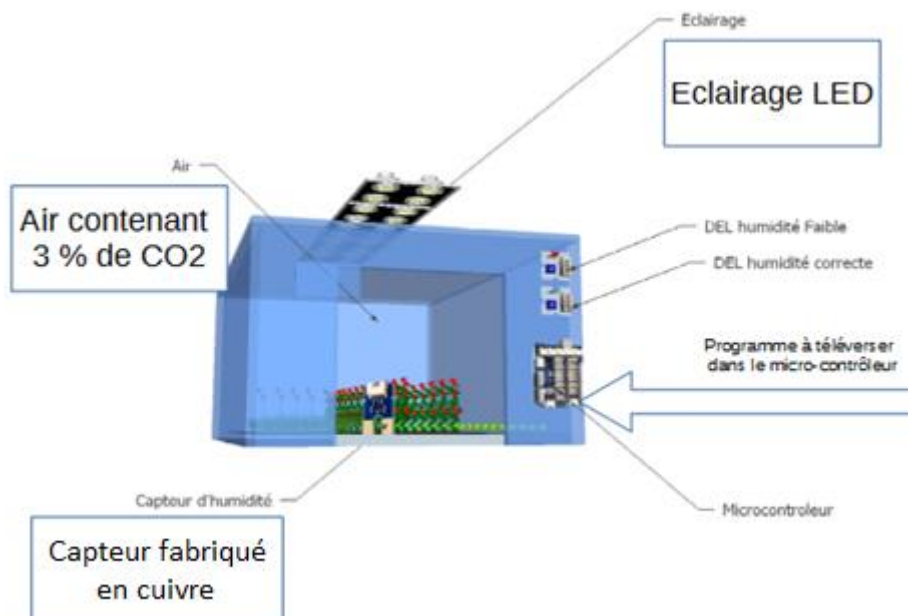 Eclairage
Eclairage LED
Air
Air contenant
3 % de CO2
DEL humidité Faible
DEL humidité correcte
Programme à téléverser
dans le micro-contrôleur
Capteur d'humidité
Microcontroleur
Capteur fabriqué
en cuivre